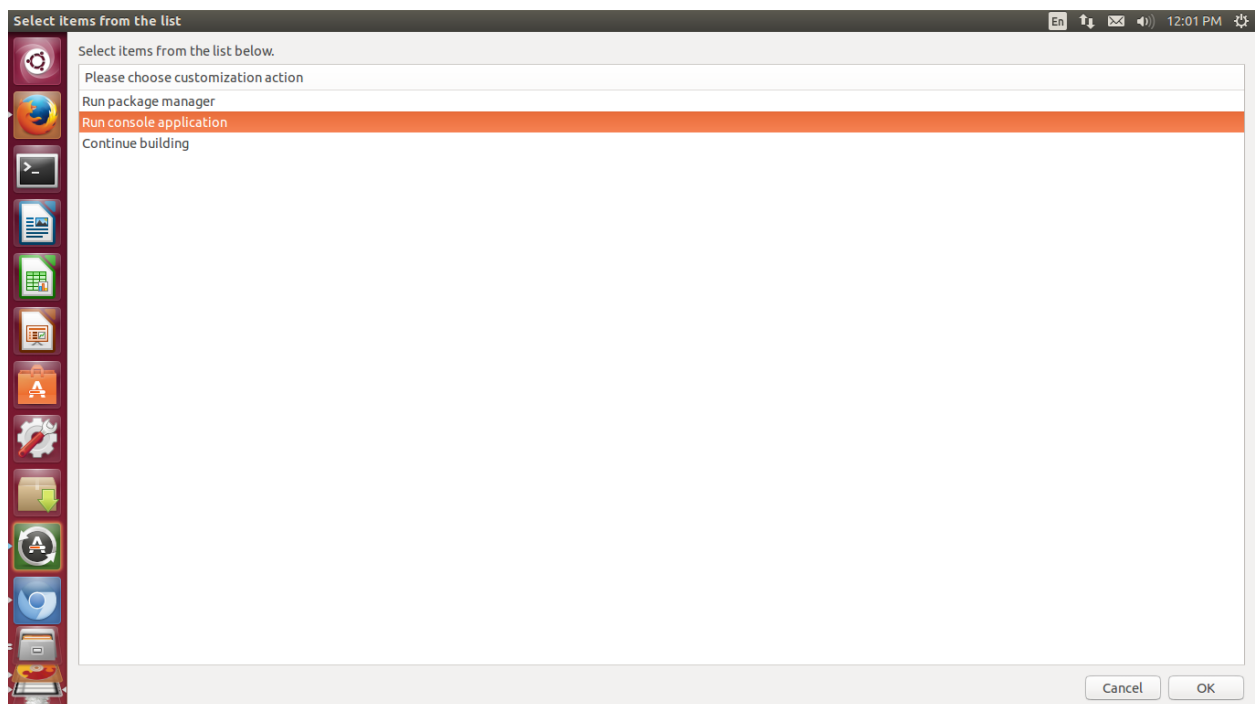 Select items from the list
En
12:01 PM
Select items from the list below.
Please choose customization action
Run package manager
Run console application
Continue building
Cancel
OK